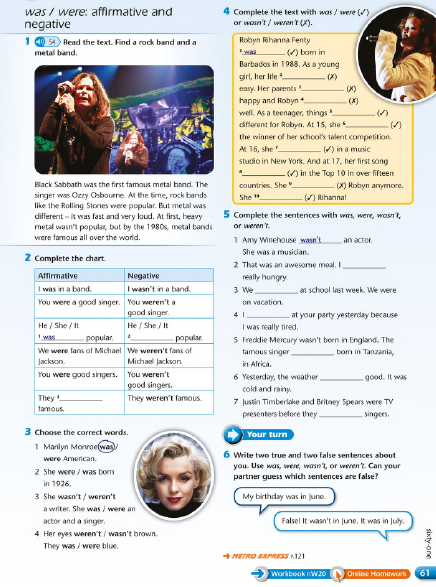 was / were: affirmative and
negative
1 54 Read the text. Find a rock band and a
metal band.
Black Sabbath was the first famous metal band. The
singer was Ozzy Osbourne. At the time, rock bands
like the Rolling Stones were popular. But metal was
different – it was fast and very loud. At first, heavy
metal wasn't popular, but by the 1980s, metal bands
were famous all over the world.
2 Complete the chart.
Affirmative Negative
I was in a band. I wasn't in a band.
You were a good singer. You weren't a
good singer.
He / She / It He / She / It
1 was popular. 2 popular.
We were fans of Michael We weren't fans of
Jackson. Michael Jackson.
You were good singers. You weren't
good singers.
They 3 They weren't famous.
famous.
3 Choose the correct words.
1 Marilyn Monroe was /
were American.
2 She were / was born
in 1926.
3 She wasn't / weren't
a writer. She was / were an
actor and a singer.
4 Her eyes weren't / wasn't brown.
They was / were blue.
4 Complete the text with was / were (✓)
or wasn't / weren't (✗).
Robyn Rihanna Fenty
1 was (✓) born in
Barbados in 1988. As a young
girl, her life 2 (✗)
easy. Her parents 3 (✗)
happy and Robyn 4 (✗)
well. As a teenager, things 5 (✓)
different for Robyn. At 15, she 6 (✓)
the winner of her school's talent competition.
At 16, she 7 (✓) in a music
studio in New York. And at 17, her first song
8 (✓) in the Top 10 in over fifteen
countries. She 9 (✗) Robyn anymore.
She 10 (✓) Rihanna!
5 Complete the sentences with was, were, wasn't,
or weren't.
1 Amy Winehouse wasn't an actor.
She was a musician.
2 That was an awesome meal. I
really hungry.
3 We at school last week. We were
on vacation.
4 I at your party yesterday because
I was really tired.
5 Freddie Mercury wasn't born in England. The
famous singer born in Tanzania,
in Africa.
6 Yesterday, the weather good. It was
cold and rainy.
7 Justin Timberlake and Britney Spears were TV
presenters before they singers.
Your turn
6 Write two true and two false sentences about
you. Use was, were, wasn't, or weren't. Can your
partner guess which sentences are false?
My birthday was in June.
False! It wasn't in June. It was in July.
METRO EXPRESS p.121
Workbook p.W20 Online Homework 61
sixty-one